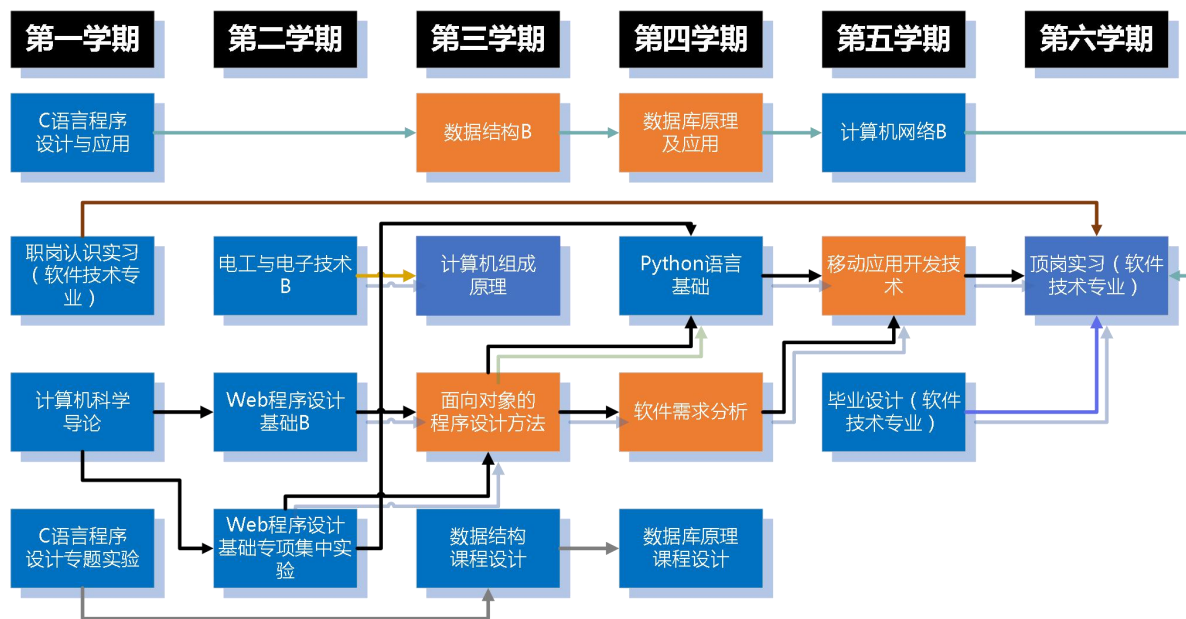 第一学期
第二学期
第三学期
第四学期
第五学期
第六学期
C语言程序
设计与应用
数据结构B
数据库原理
及应用
计算机网络B
职岗认识实习
（软件技术专
业）
电工与电子技术
B
计算机组成
原理
Python语言
基础
移动应用开发技
术
顶岗实习（软件
技术专业）
计算机科学
导论
Web程序设计
基础B
面向对象的
程序设计方法
软件需求分析
毕业设计（软件
技术专业）
C语言程序
设计专题实验
Web程序设计
基础专项集中实
验
数据结构
课程设计
数据库原理
课程设计